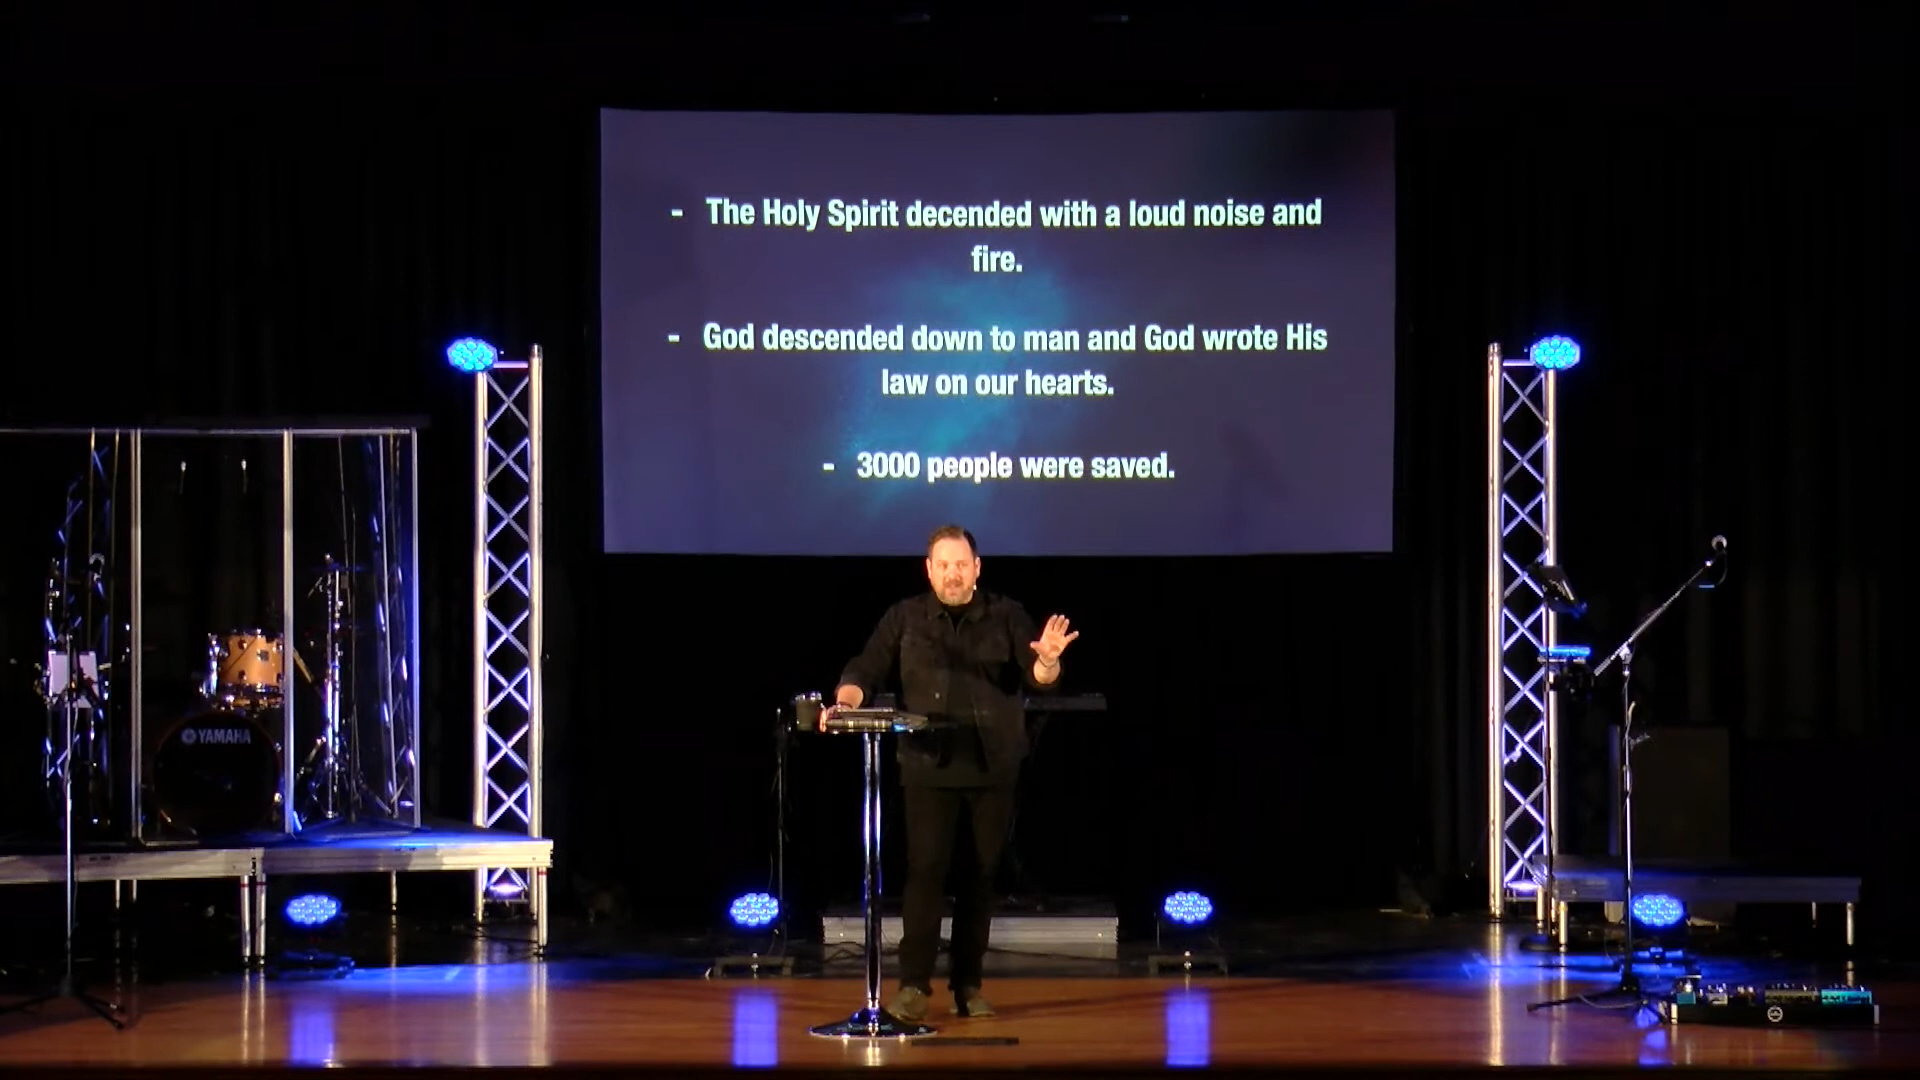 - The Holy Spirit decended with a loud noise and
fire.
- God descended down to man and God wrote His
law on our hearts.
- 3000 people were saved.
YAMAHA